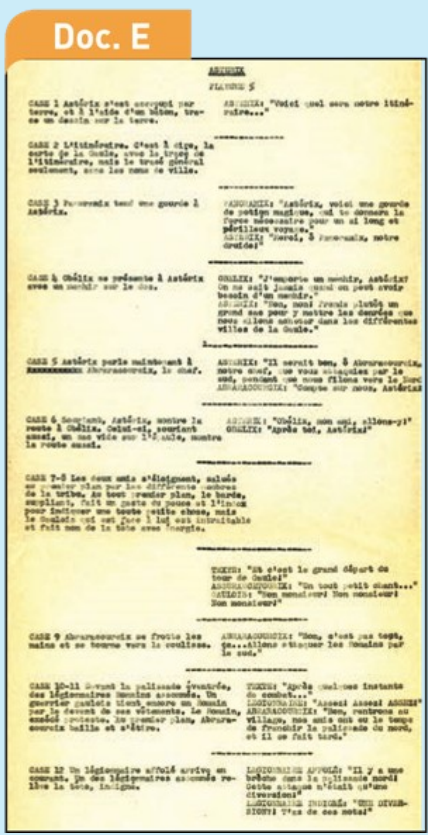 Doc. E
ASTERIX
PLANCHE 5
CASE 1 Astérix s'est accroupi par
terre, et à l'aide d'un bâton, tra-
ce un dessin sur la terre.
ASTERIX: "Voici quel sera notre itiné-
raire..."
CASE 2 L'itinéraire. C'est à dire, la
carte de la Gaule, avec le tracé de
l'itinéraire, mais le tracé général
seulement, sans les noms de ville.
CASE 3 Panoramix tend une gourde à
Astérix.
PANORAMIX: "Astérix, voici une gourde
de potion magique, qui te donnera la
force nécessaire pour un si long et
périlleux voyage."
ASTERIX: "Merci, ô Panoramix, notre
druide!"
CASE 4 Obélix se présente à Astérix
avec un menhir sur le dos.
OBELIX: "J'emporte un menhir, Astérix?
On ne sait jamais quand on peut avoir
besoin d'un menhir."
ASTERIX: "Non, non! Prends plutôt un
grand sac pour y mettre les denrées que
nous allons acheter dans les différentes
villes de la Gaule."
CASE 5 Astérix parle maintenant à
Abraracourcix, le chef.
ASTERIX: "Il serait bon, ô Abraracourcix,
notre chef, que vous attaquiez par le
sud, pendant que nous filons vers le Nord
ABRARACOURCIX: "Compte sur nous, Astérix!
CASE 6 Souriant, Astérix, montre la
route à Obélix. Celui-ci, souriant
aussi, un sac vide sur l'épaule, montre
la route aussi.
ASTERIX: "Obélix, mon ami, allons-y!"
OBELIX: "Après toi, Astérix!"
CASE 7-8 Les deux amis s'éloignent, salués
au premier plan par les différents membres
de la tribu. Au tout premier plan, le barde,
suppliant, fait un geste du pouce et l'index
pour indiquer une toute petite chose, mais
le Gaulois qui est face à lui est intraitable
et fait non de la tête avec énergie.
TEXTE: "Et c'est le grand départ du
tour de Gaule!"
ASSURANCETOURIX: "Un tout petit chant..."
GAULOIS: "Non monsieur! Non monsieur!
Non monsieur!"
CASE 9 Abraracourcix se frotte les
mains et se tourne vers la coulisse.
ABRARACOURCIX: "Bon, c'est pas tout,
ça...Allons attaquer les Romains par
le sud."
CASE 10-11 Devant la palissade éventrée,
des légionnaires Romains assommés. Un
guerrier gaulois tient encore un Romain
par le devant de ses vêtements. Le Romain,
excédé proteste. Au premier plan, Abrara-
courcix bâille et s'étire.
TEXTE: "Après quelques instants
de combat..."
LEGIONNAIRE: "Assez! Assez! ASSEZ!"
ABRARACOURCIX: "Bon, rentrons au
village, nos amis ont eu le temps
de franchir la palissade du nord,
et il se fait tard."
CASE 12 Un légionnaire affolé arrive en
courant. Un des légionnaires assommés re-
lève la tête, indigné.
LEGIONNAIRE AFFOLÉ: "Il y a une
brèche dans la palissade nord!
Cette attaque n'était qu'une
diversion!"
LEGIONNAIRE INDIGNÉ: "UNE DIVER-
SION?! T'as de ces mots!"